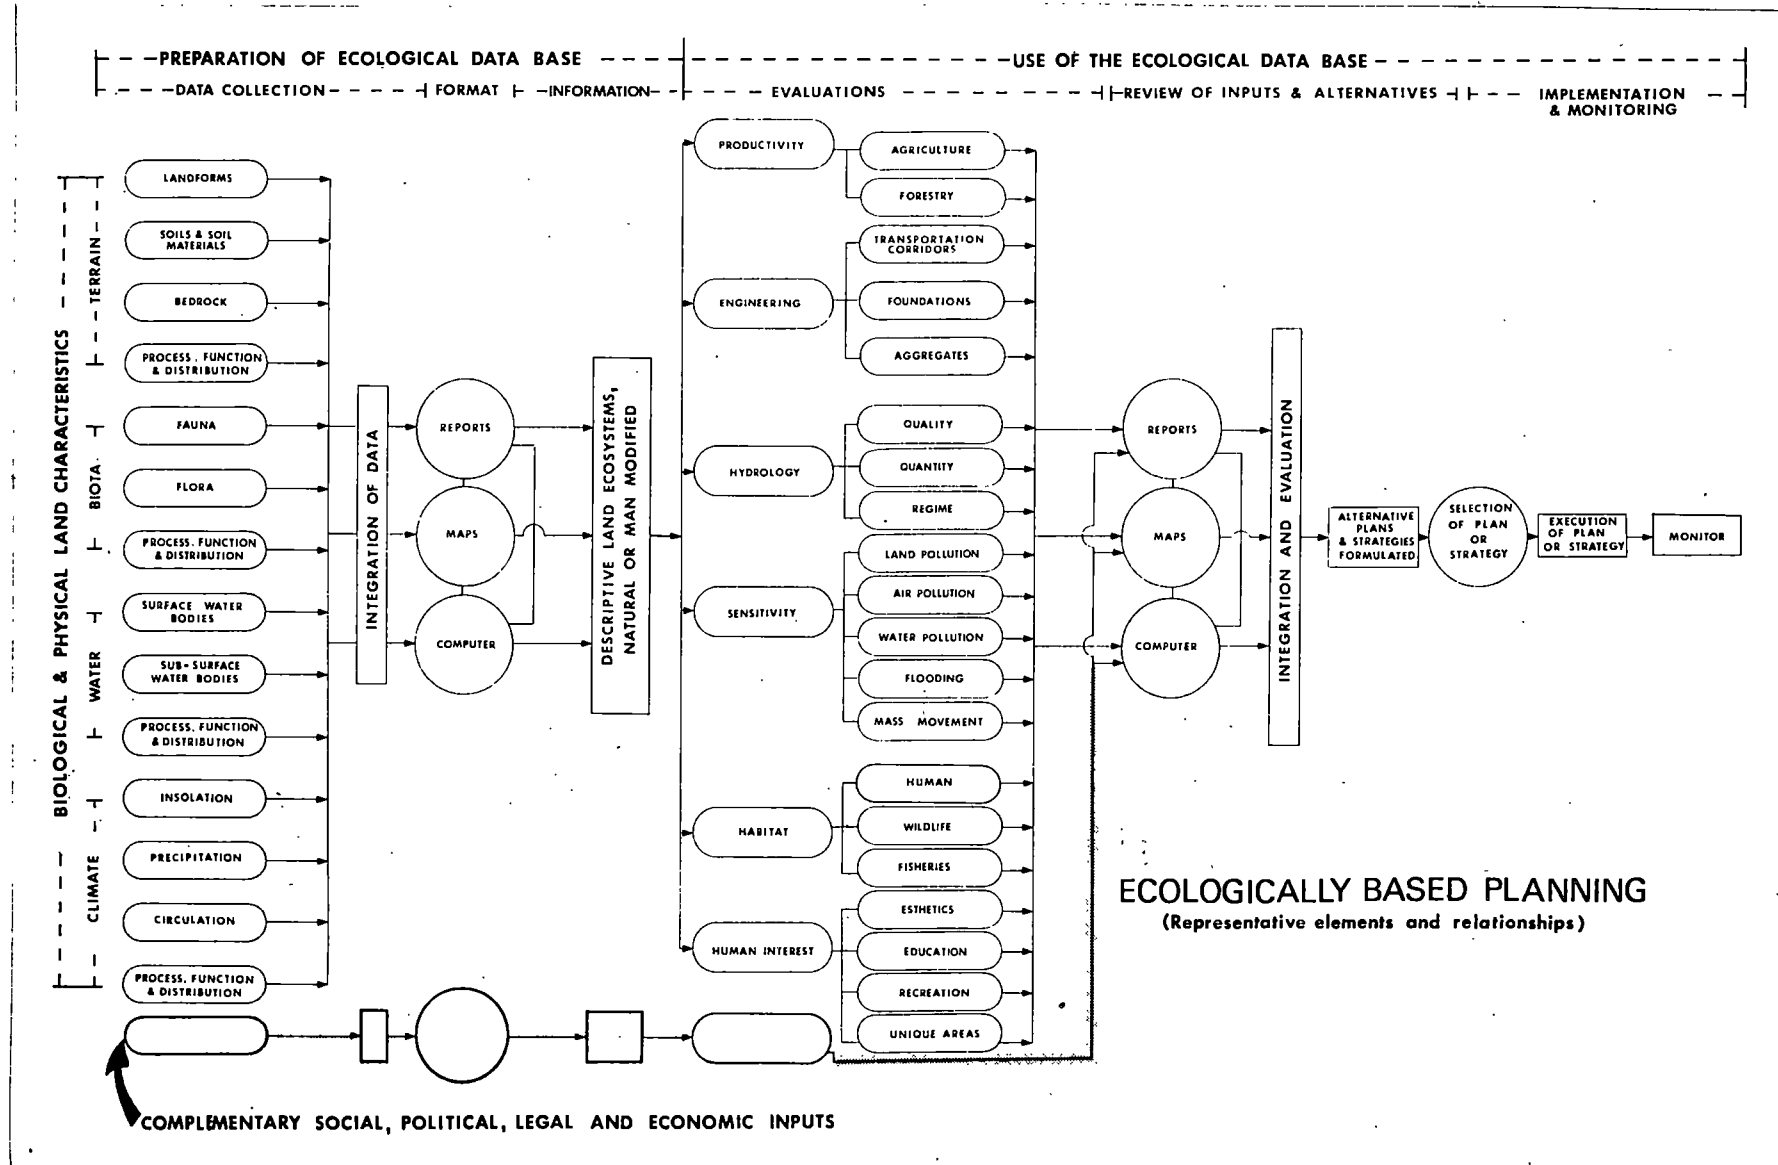 PREPARATION OF ECOLOGICAL DATA BASE
USE OF THE ECOLOGICAL DATA BASE
DATA COLLECTION
FORMAT
INFORMATION
EVALUATIONS
REVIEW OF INPUTS & ALTERNATIVES
IMPLEMENTATION
& MONITORING
BIOLOGICAL & PHYSICAL LAND CHARACTERISTICS
TERRAIN
BIOTA
WATER
CLIMATE
LANDFORMS
SOILS & SOIL
MATERIALS
BEDROCK
PROCESS, FUNCTION
& DISTRIBUTION
FAUNA
FLORA
PROCESS, FUNCTION
& DISTRIBUTION
SURFACE WATER
BODIES
SUB-SURFACE
WATER BODIES
PROCESS, FUNCTION
& DISTRIBUTION
INSOLATION
PRECIPITATION
CIRCULATION
PROCESS, FUNCTION
& DISTRIBUTION
INTEGRATION OF DATA
REPORTS
MAPS
COMPUTER
DESCRIPTIVE LAND ECOSYSTEMS,
NATURAL OR MAN MODIFIED
PRODUCTIVITY
ENGINEERING
HYDROLOGY
SENSITIVITY
HABITAT
HUMAN INTEREST
AGRICULTURE
FORESTRY
TRANSPORTATION
CORRIDORS
FOUNDATIONS
AGGREGATES
QUALITY
QUANTITY
REGIME
LAND POLLUTION
AIR POLLUTION
WATER POLLUTION
FLOODING
MASS MOVEMENT
HUMAN
WILDLIFE
FISHERIES
ESTHETICS
EDUCATION
RECREATION
UNIQUE AREAS
REPORTS
MAPS
COMPUTER
INTEGRATION AND EVALUATION
ALTERNATIVE
PLANS
& STRATEGIES
FORMULATED
SELECTION
OF PLAN
OR
STRATEGY
EXECUTION
OF PLAN
OR STRATEGY
MONITOR
ECOLOGICALLY BASED PLANNING
(Representative elements and relationships)
COMPLEMENTARY SOCIAL, POLITICAL, LEGAL AND ECONOMIC INPUTS